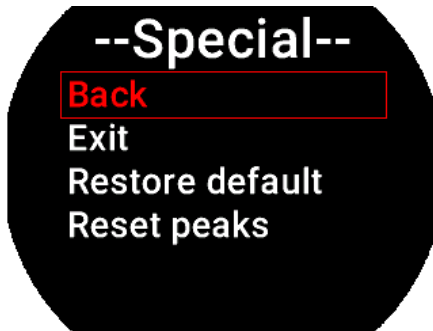 --Special--
Back
Exit
Restore default
Reset peaks